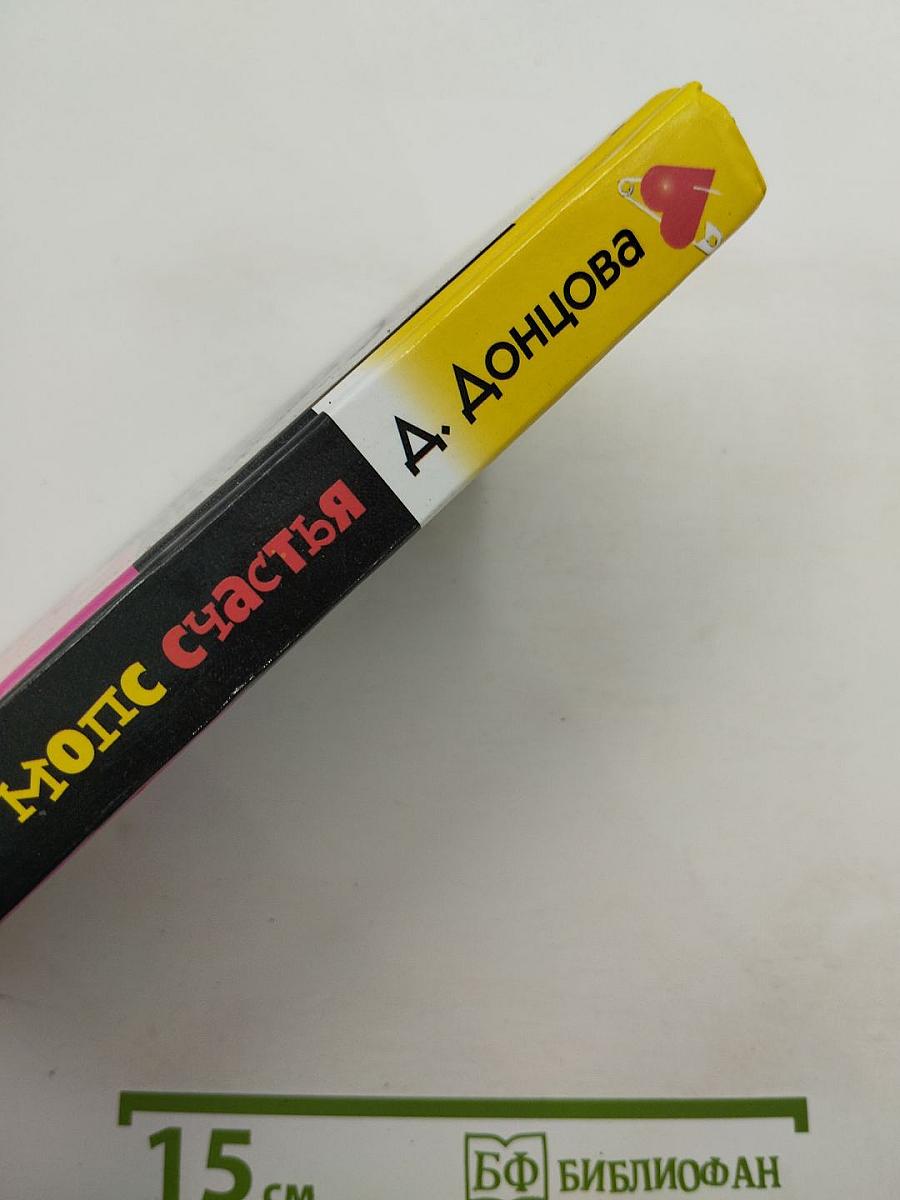 Д. Донцова
мопс счастья
15 см
БФ БИБЛИОФАН